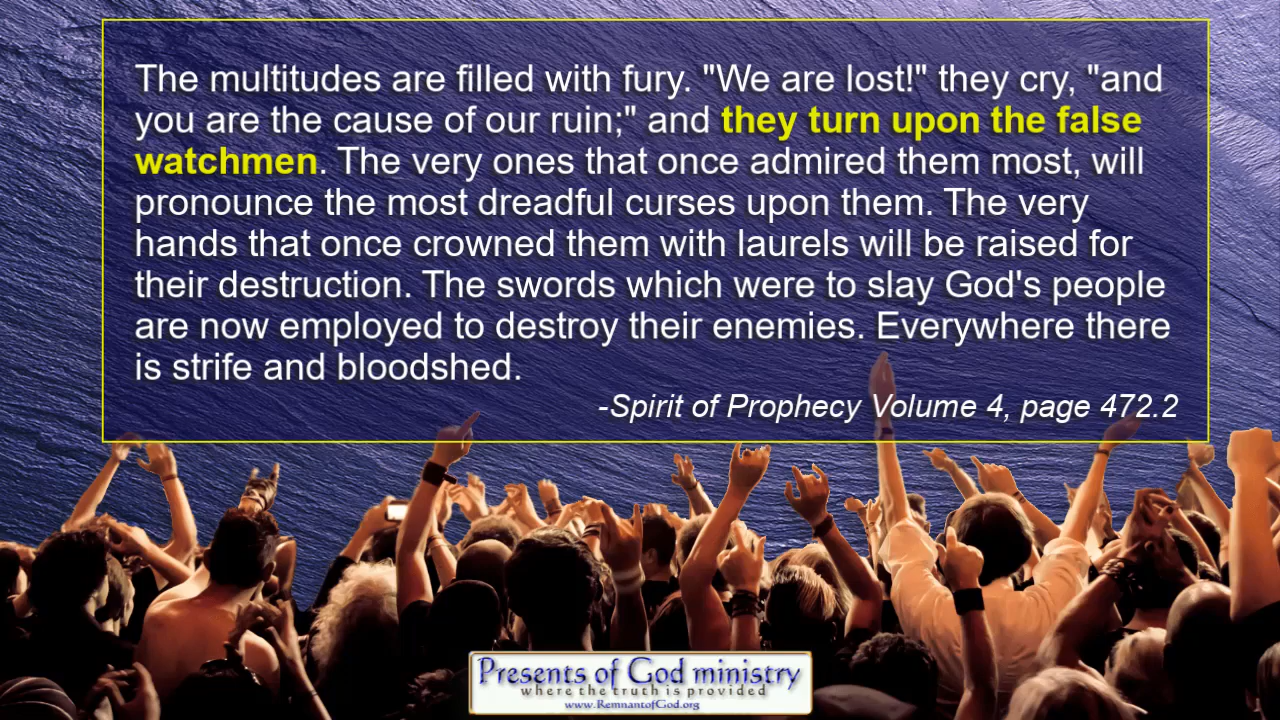 The multitudes are filled with fury. "We are lost!" they cry, "and
you are the cause of our ruin;" and they turn upon the false
watchmen. The very ones that once admired them most, will
pronounce the most dreadful curses upon them. The very
hands that once crowned them with laurels will be raised for
their destruction. The swords which were to slay God's people
are now employed to destroy their enemies. Everywhere there
is strife and bloodshed.
-Spirit of Prophecy Volume 4, page 472.2
Presents of God ministry
where the truth is provided
www.RemnantofGod.org